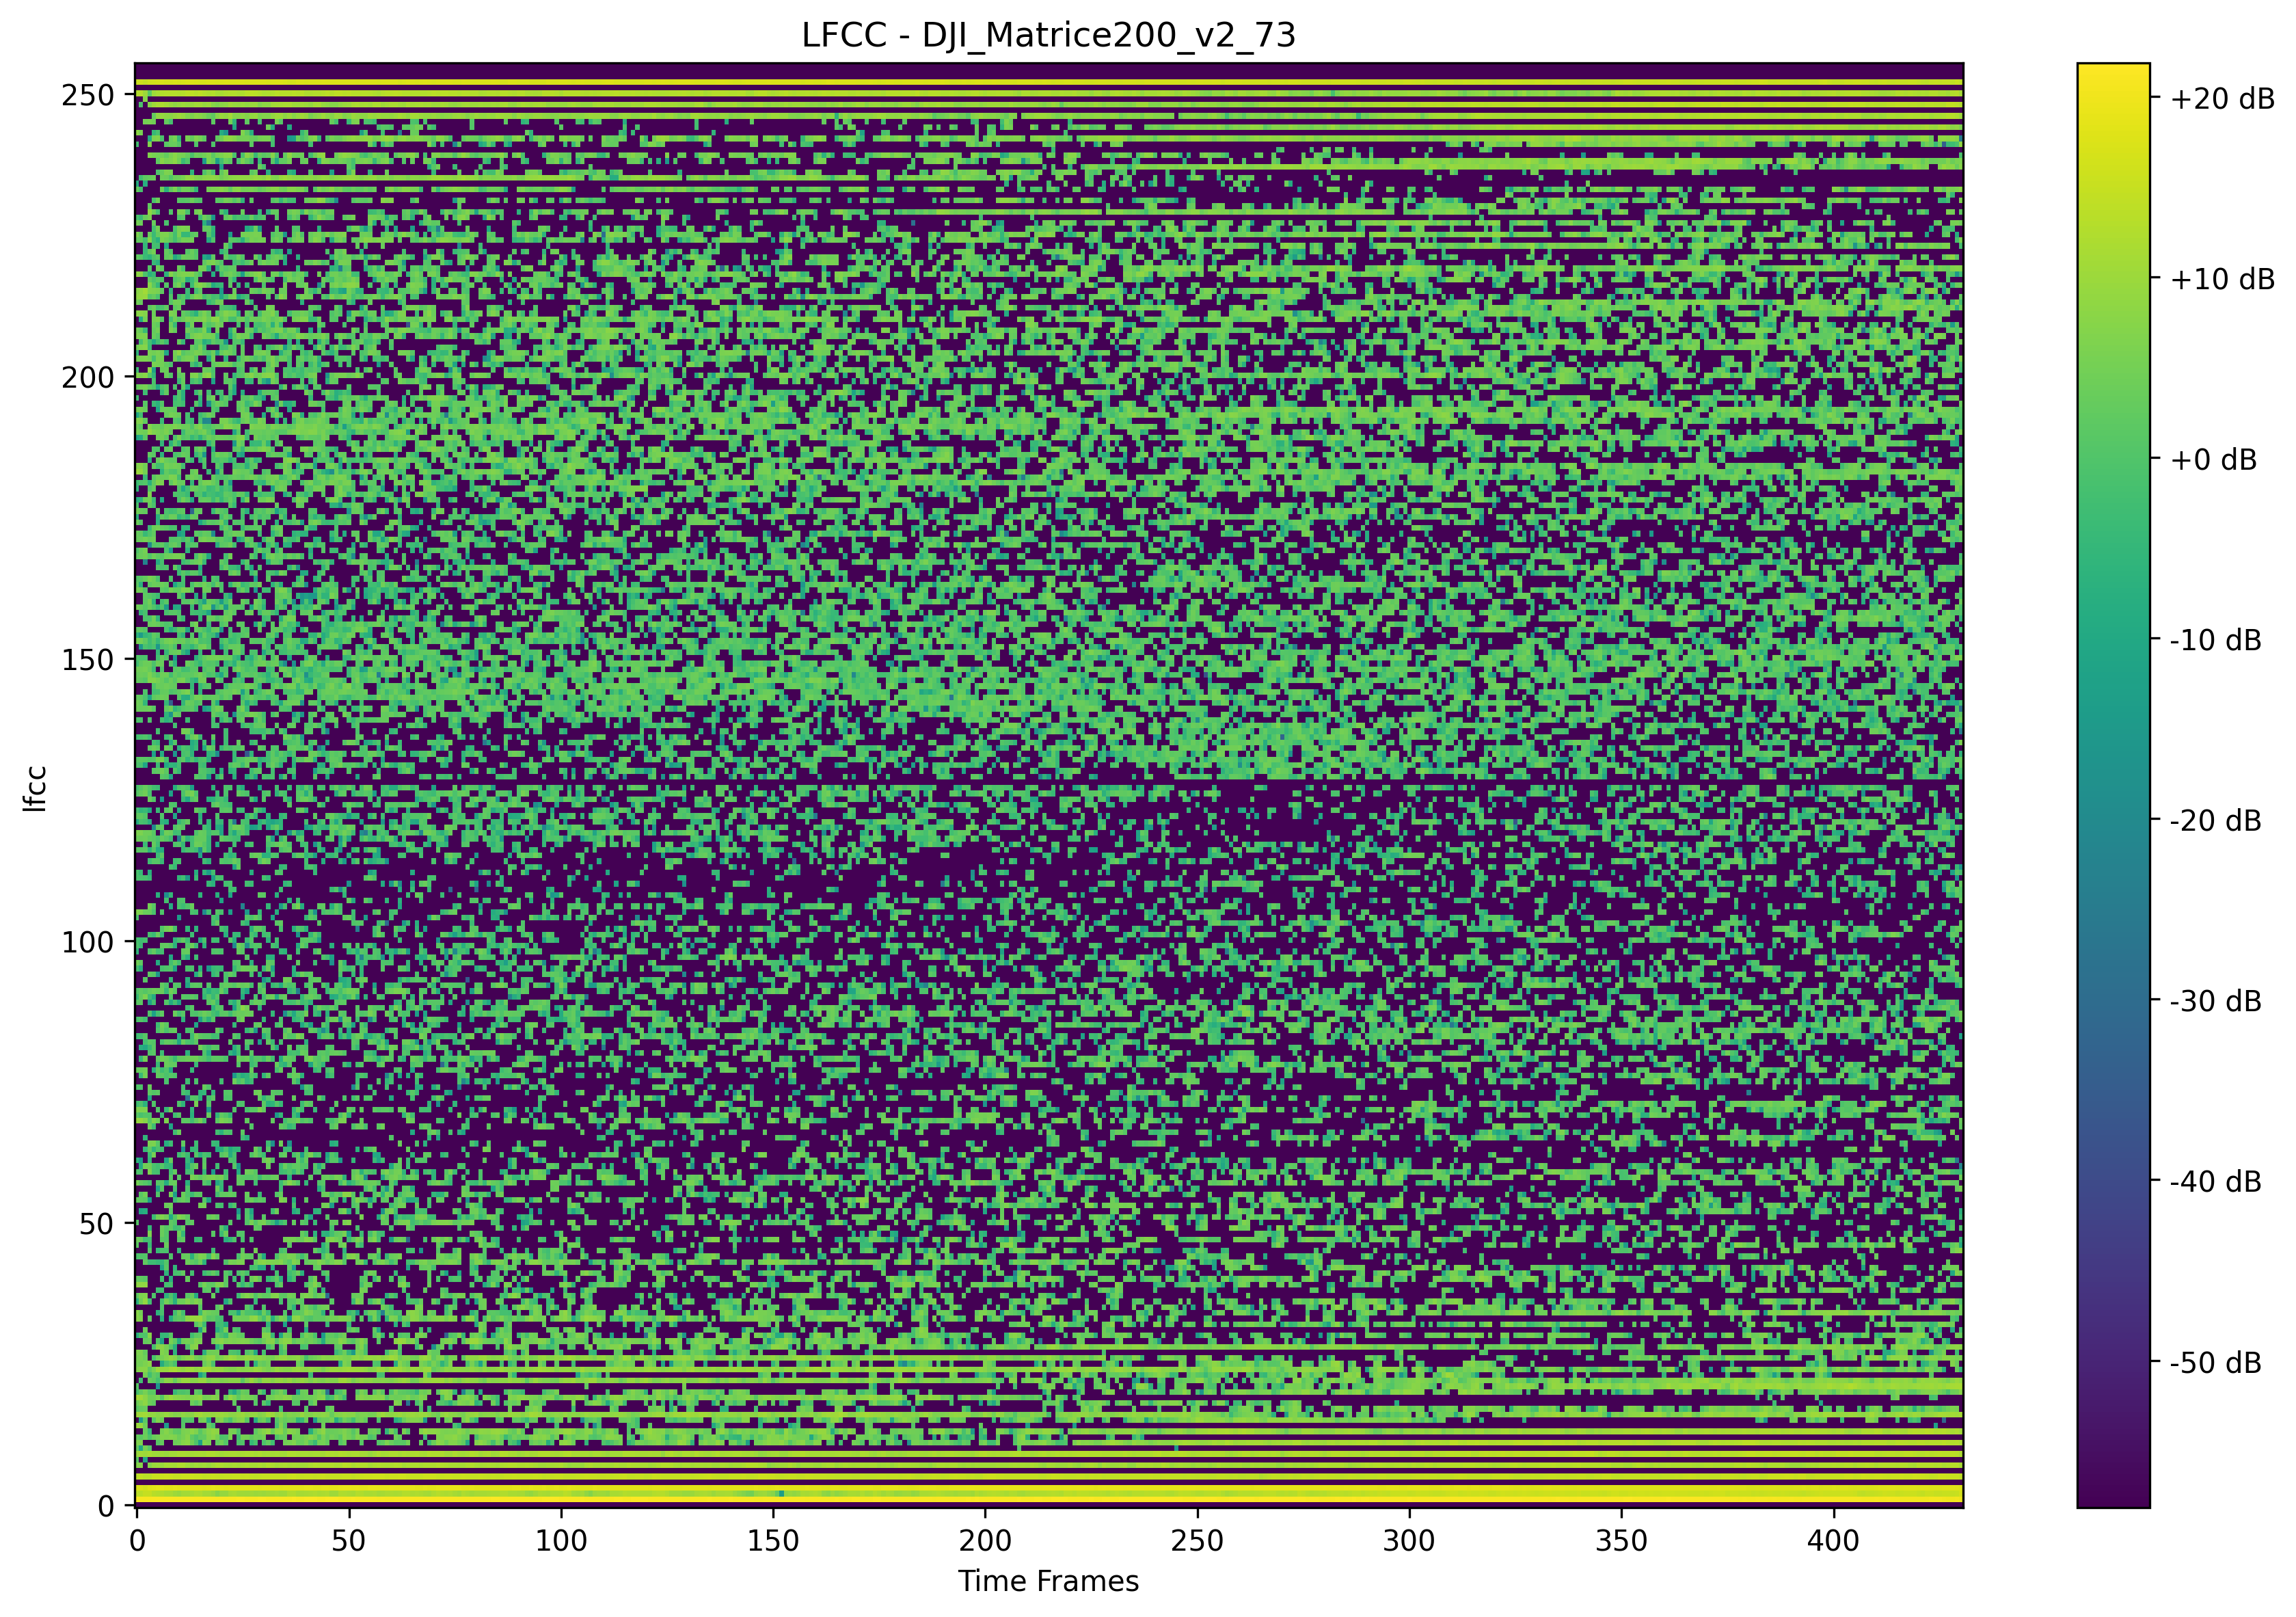 LFCC - DJI_Matrice200_v2_73
250
200
150
100
50
0
lfcc
0 50 100 150 200 250 300 350 400
Time Frames
+20 dB
+10 dB
+0 dB
-10 dB
-20 dB
-30 dB
-40 dB
-50 dB